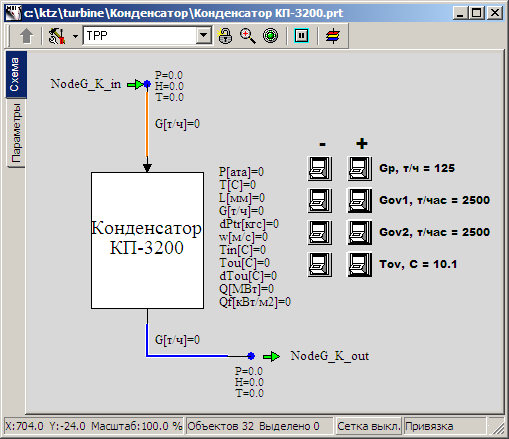 c:\ktz\turbine\Конденсатор\Конденсатор КП-3200.prt
TPP
Схема
Параметры
NodeG_K_in
P=0.0
H=0.0
T=0.0
G[т/ч]=0
Конденсатор
КП-3200
P[ата]=0
T[C]=0
L[мм]=0
G[т/ч]=0
dPtr[кгс]=0
w[м/с]=0
Tin[C]=0
Tou[C]=0
dTou[C]=0
Q[МВт]=0
Qf[кВт/м2]=0
- +
Gp, т/ч = 125
Gov1, т/час = 2500
Gov2, т/час = 2500
Tov, C = 10.1
G[т/ч]=0
NodeG_K_out
P=0.0
H=0.0
T=0.0
X:704.0 Y:-24.0 Масштаб:100.0 % Объектов 32 Выделено 0 Сетка выкл. Привязка